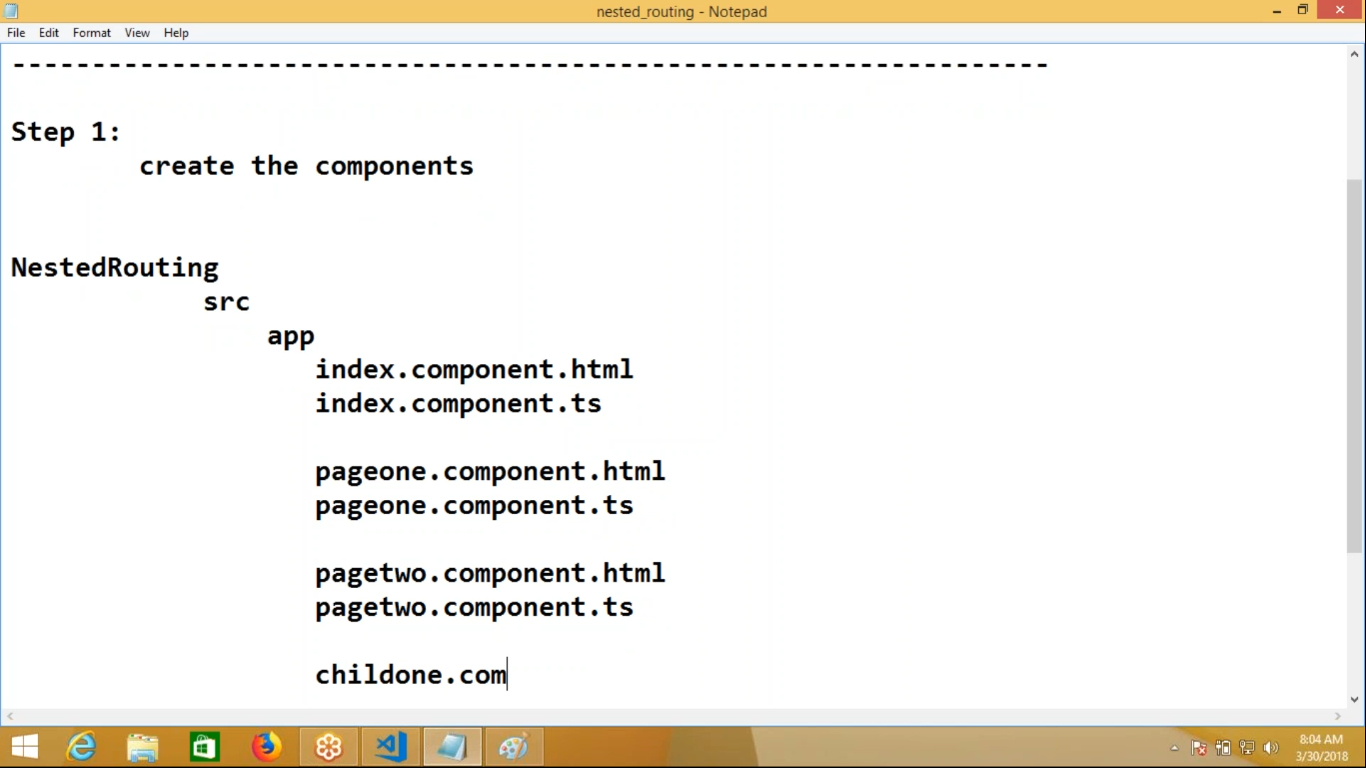 nested_routing - Notepad
File Edit Format View Help
-----------------------------------------------------------------
Step 1:
create the components
NestedRouting
src
app
index.component.html
index.component.ts
pageone.component.html
pageone.component.ts
pagetwo.component.html
pagetwo.component.ts
childone.com
8:04 AM
3/30/2018